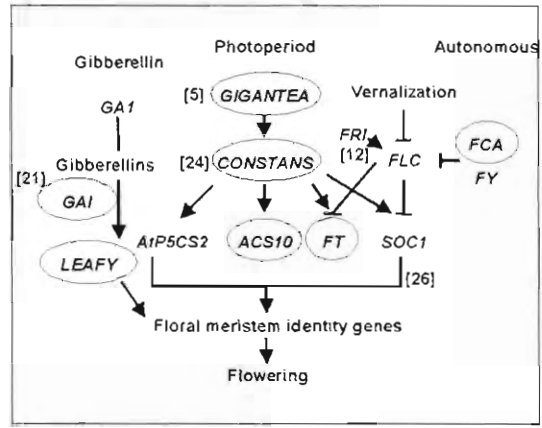 Photoperiod
Autonomous
Gibberellin
[5] GIGANTEA
Vernalization
GA1
FRI
[12]
FLC
FCA
FY
Gibberellins
[24] CONSTANS
[21]
GAI
AtP5CS2
ACS10
FT
SOC1
LEAFY
[26]
Floral meristem identity genes
Flowering